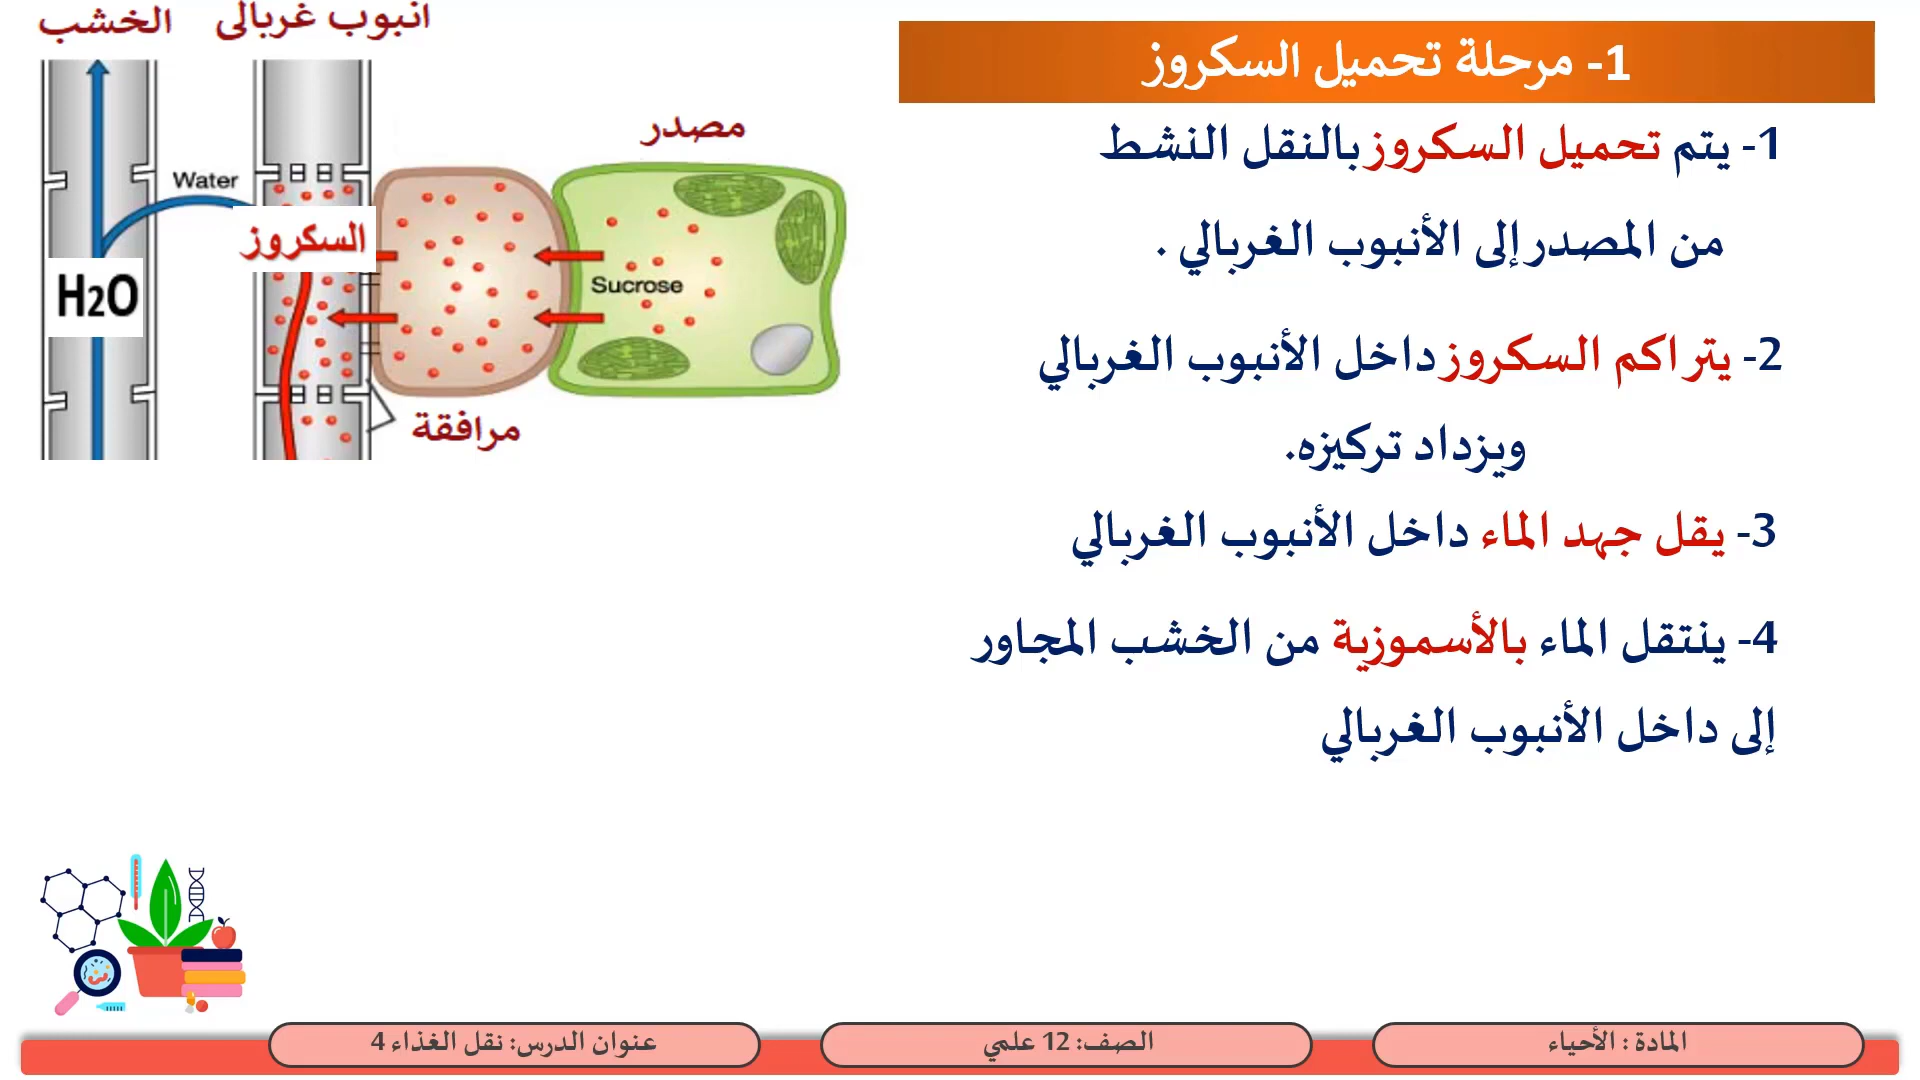 1- مرحلة تحميل السكروز
1- يتم تحميل السكروز بالنقل النشط
من المصدر إلى الأنبوب الغربالي .
2- يتراكم السكروز داخل الأنبوب الغربالي
ويزداد تركيزه.
3- يقل جهد الماء داخل الأنبوب الغربالي
4- ينتقل الماء بالأسموزية من الخشب المجاور
إلى داخل الأنبوب الغربالي
انبوب غربالى
الخشب
مصدر
Water
السكروز
H2O
Sucrose
مرافقة
المادة : الأحياء
الصف: 12 علمي
عنوان الدرس: نقل الغذاء 4